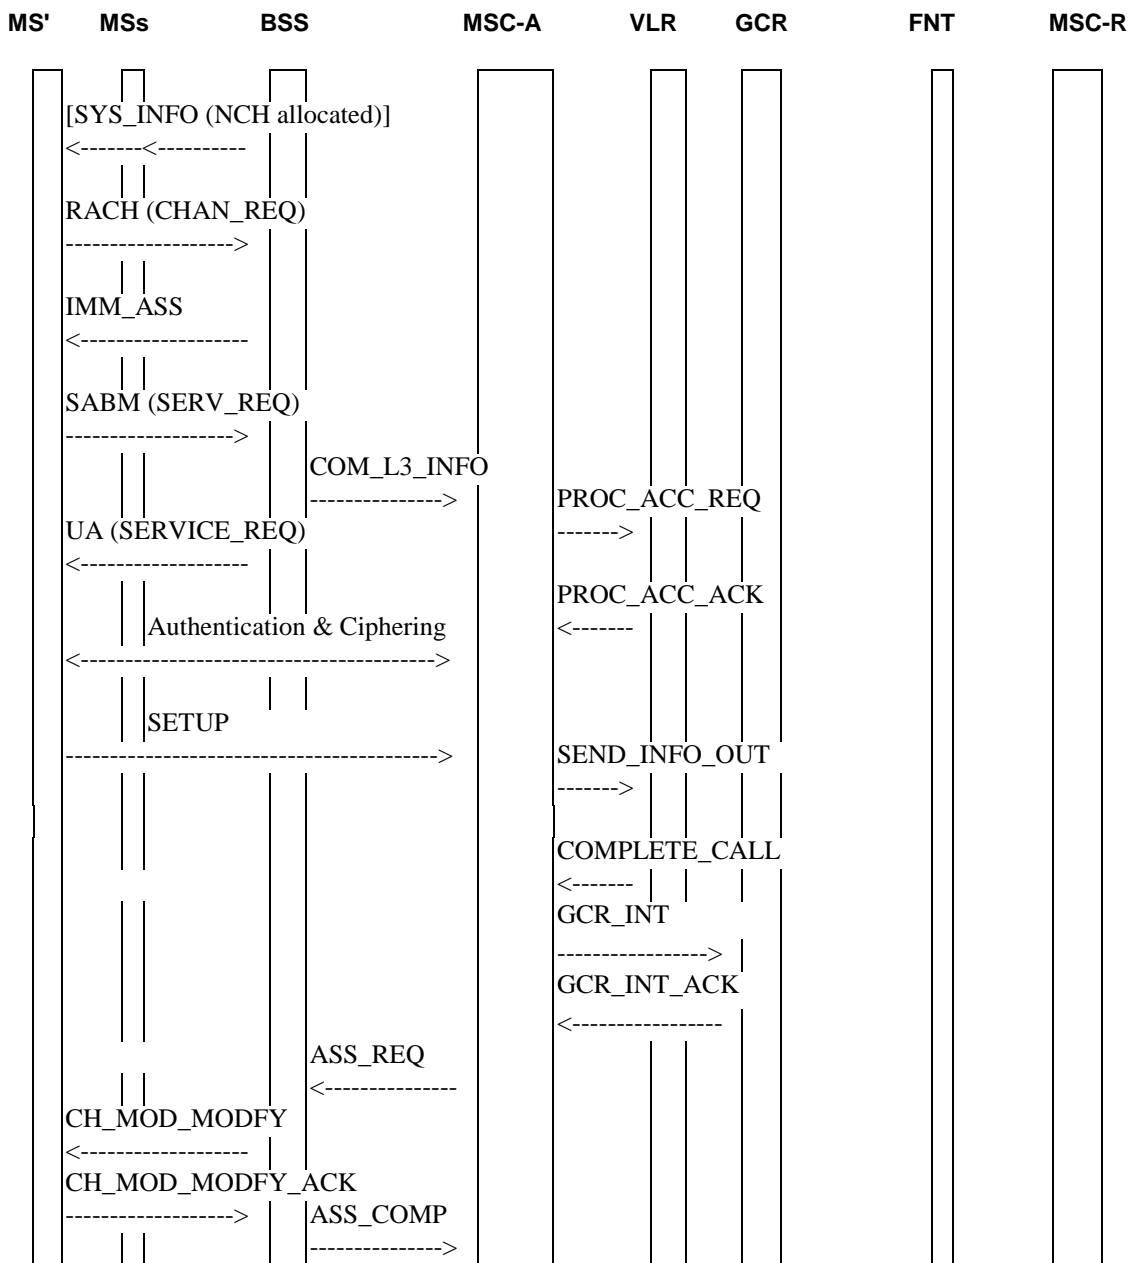 MS' MSs BSS MSC-A VLR GCR FNT MSC-R
[SYS_INFO (NCH allocated)]
<-------<----------
RACH (CHAN_REQ)
------------------->
IMM_ASS
<-------------------
SABM (SERV_REQ)
------------------->
COM_L3_INFO
---------------> PROC_ACC_REQ
UA (SERVICE_REQ) ------->
<-------------------
PROC_ACC_ACK
Authentication & Ciphering <-------
<---------------------------------------->
SETUP
------------------------------------------> SEND_INFO_OUT
------->
COMPLETE_CALL
<-------
GCR_INT
----------------->
GCR_INT_ACK
<-----------------
ASS_REQ
<---------------
CH_MOD_MODFY
<-------------------
CH_MOD_MODFY_ACK
-------------------> ASS_COMP
--------------->